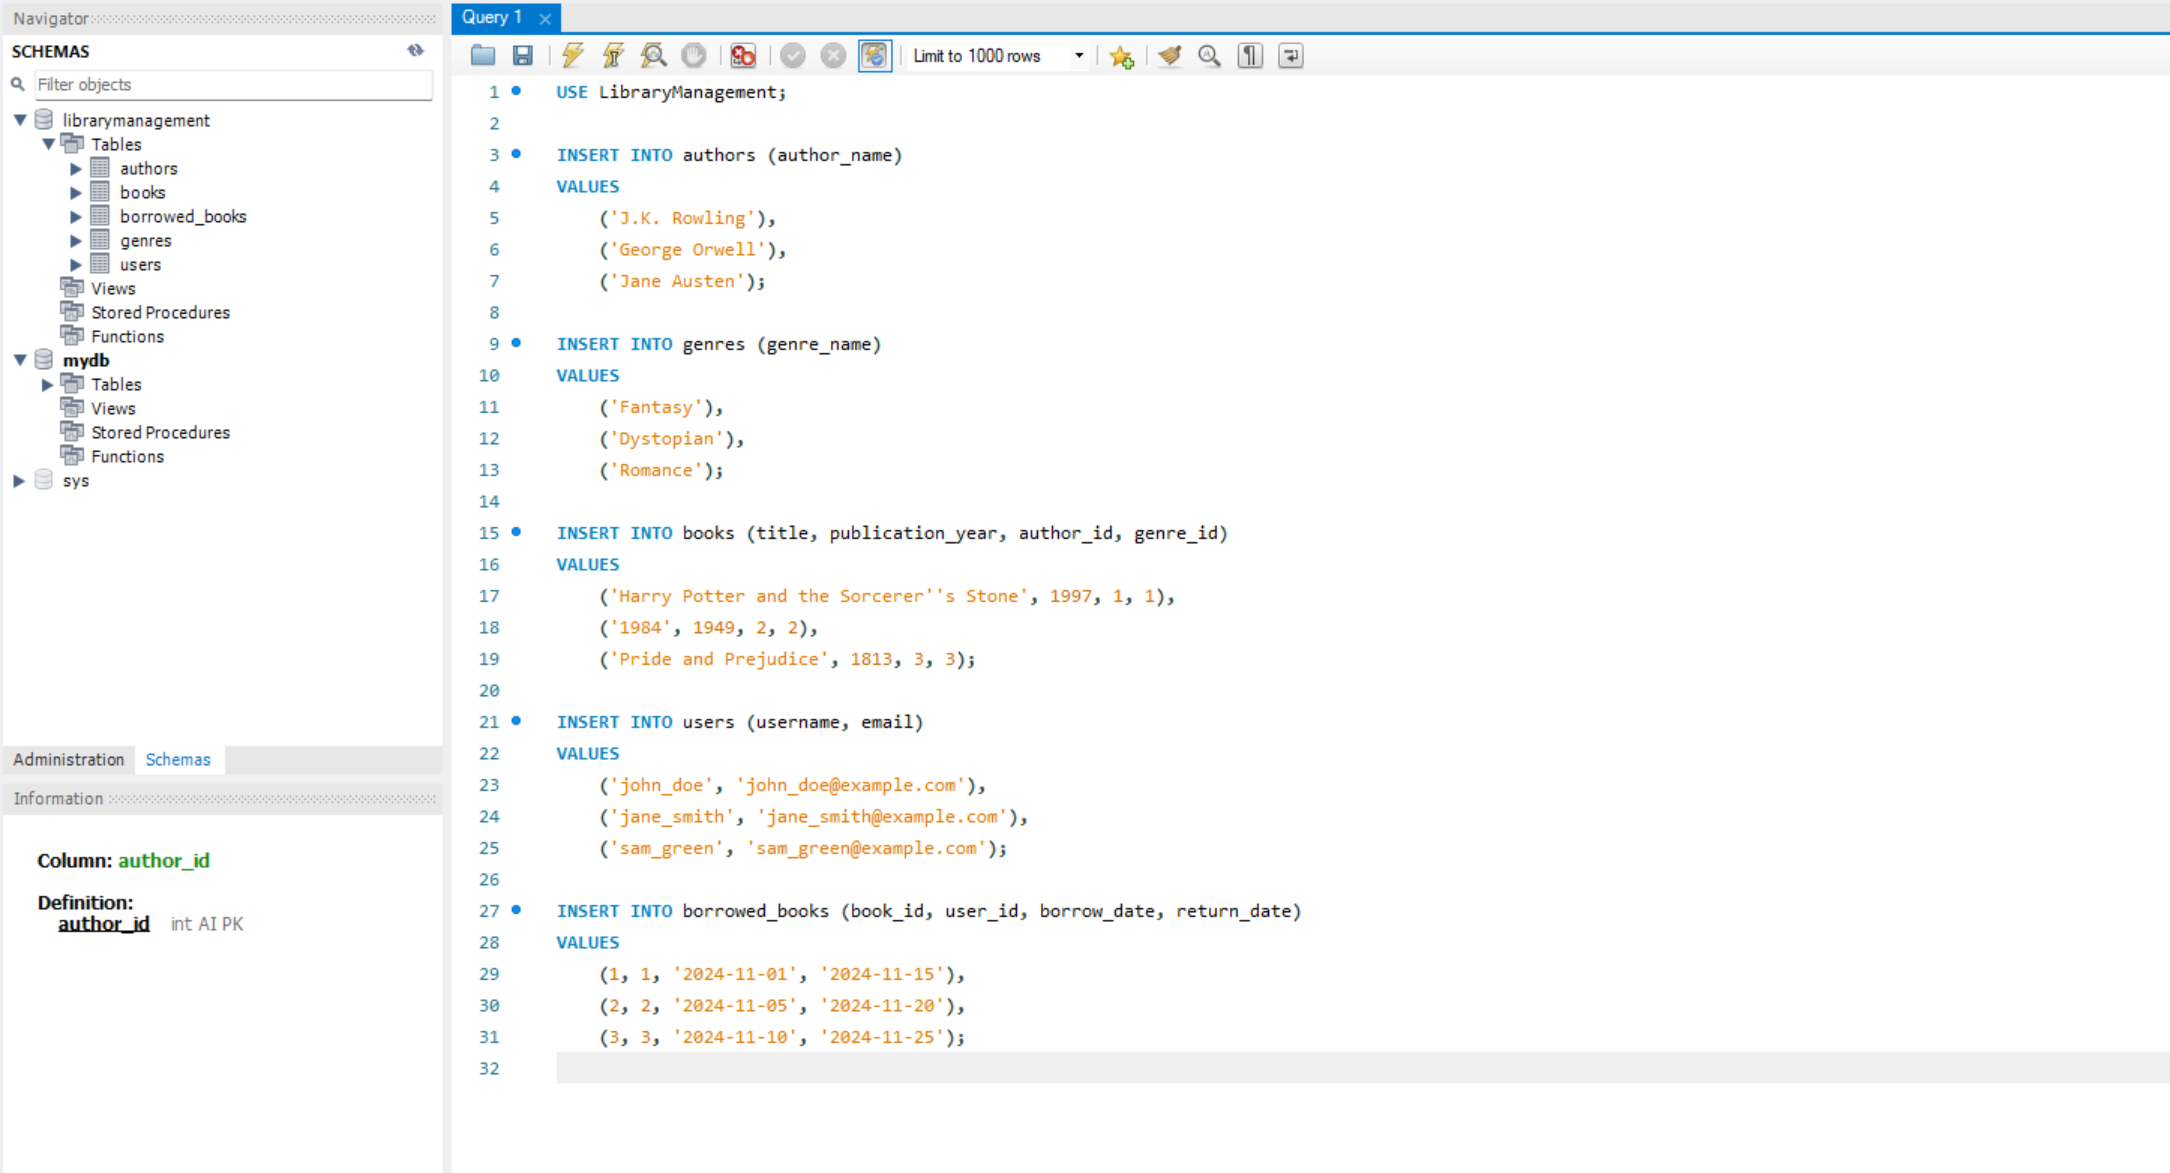 Navigator
SCHEMAS
Filter objects
librarymanagement
Tables
authors
books
borrowed_books
genres
users
Views
Stored Procedures
Functions
mydb
Tables
Views
Stored Procedures
Functions
sys
Administration Schemas
Information
Column: author_id
Definition:
author_id int AI PK
Query 1
Limit to 1000 rows
1 USE LibraryManagement;
2
3 INSERT INTO authors (author_name)
4 VALUES
5 ('J.K. Rowling'),
6 ('George Orwell'),
7 ('Jane Austen');
8
9 INSERT INTO genres (genre_name)
10 VALUES
11 ('Fantasy'),
12 ('Dystopian'),
13 ('Romance');
14
15 INSERT INTO books (title, publication_year, author_id, genre_id)
16 VALUES
17 ('Harry Potter and the Sorcerer''s Stone', 1997, 1, 1),
18 ('1984', 1949, 2, 2),
19 ('Pride and Prejudice', 1813, 3, 3);
20
21 INSERT INTO users (username, email)
22 VALUES
23 ('john_doe', 'john_doe@example.com'),
24 ('jane_smith', 'jane_smith@example.com'),
25 ('sam_green', 'sam_green@example.com');
26
27 INSERT INTO borrowed_books (book_id, user_id, borrow_date, return_date)
28 VALUES
29 (1, 1, '2024-11-01', '2024-11-15'),
30 (2, 2, '2024-11-05', '2024-11-20'),
31 (3, 3, '2024-11-10', '2024-11-25');
32